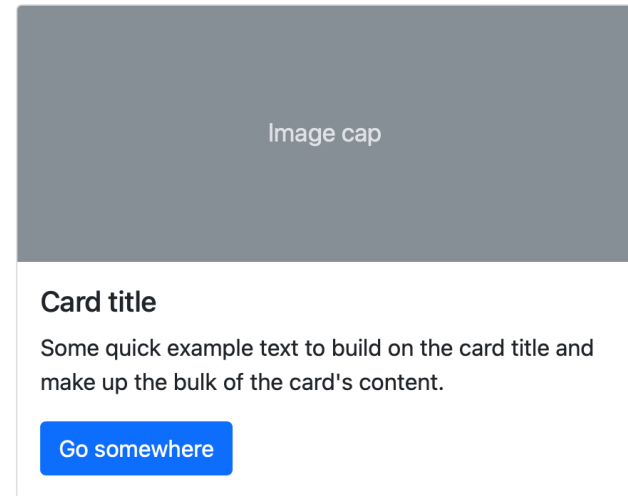 Image cap
Card title
Some quick example text to build on the card title and
make up the bulk of the card's content.
Go somewhere